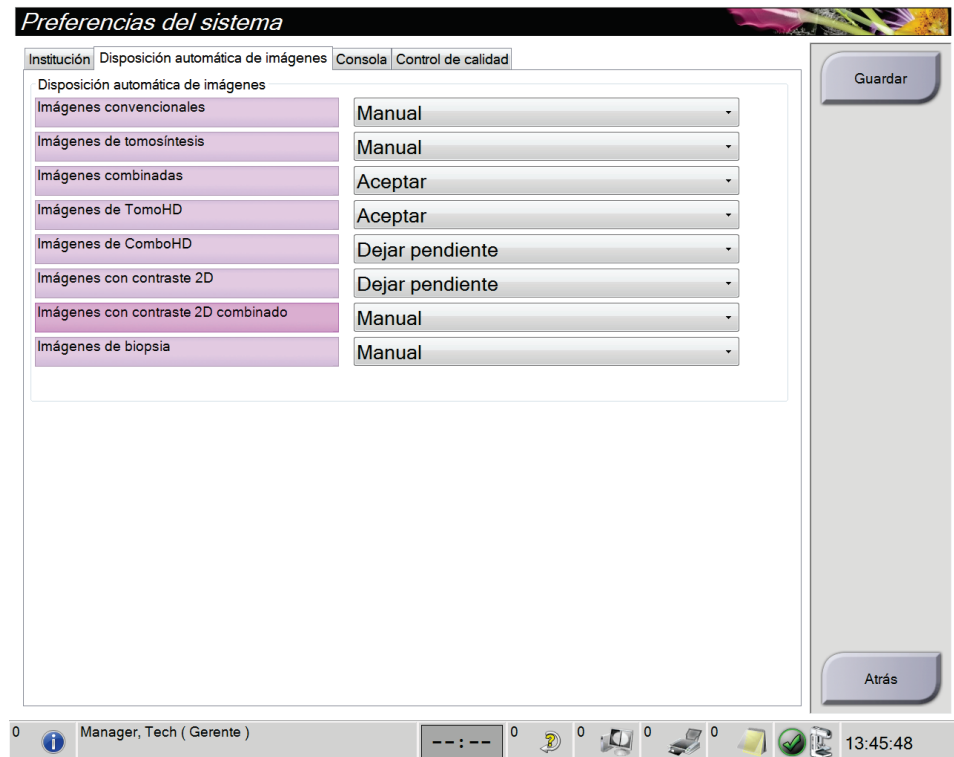 Preferencias del sistema
Institución Disposición automática de imágenes Consola Control de calidad
Guardar
Disposición automática de imágenes
Imágenes convencionales Manual
Imágenes de tomosíntesis Manual
Imágenes combinadas Aceptar
Imágenes de TomoHD Aceptar
Imágenes de ComboHD Dejar pendiente
Imágenes con contraste 2D Dejar pendiente
Imágenes con contraste 2D combinado Manual
Imágenes de biopsia Manual
Atrás
0 Manager, Tech ( Gerente ) --:-- 0 0 0 0 13:45:48